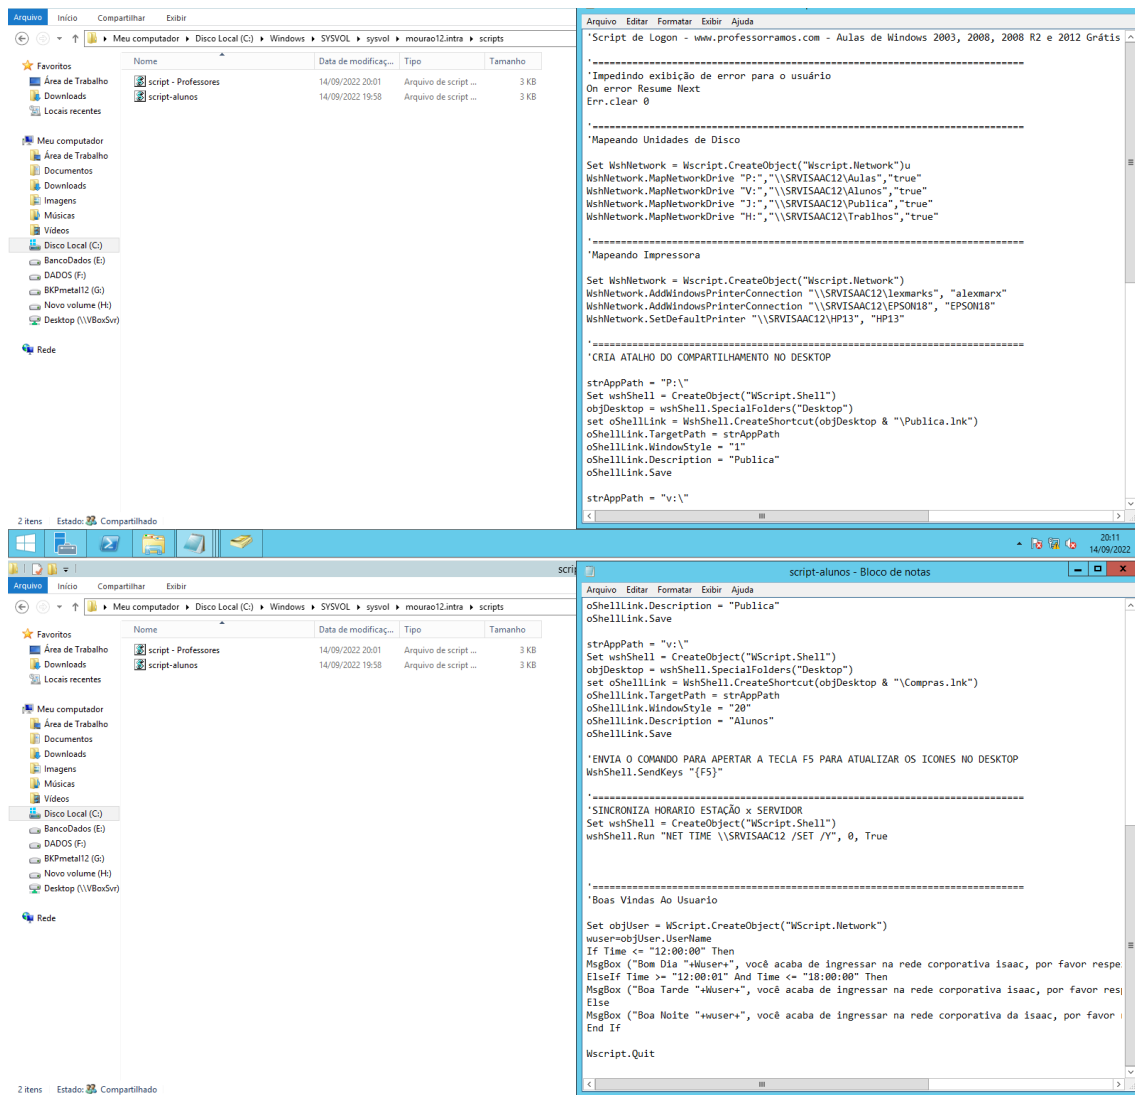 Arquivo Início Compartilhar Exibir
Meu computador Disco Local (C:) Windows SYSVOL sysvol mourao12.intra scripts
Favoritos
Área de Trabalho
Downloads
Locais recentes
Meu computador
Área de Trabalho
Documentos
Downloads
Imagens
Músicas
Vídeos
Disco Local (C:)
BancoDados (E:)
DADOS (F:)
BKPmetal12 (G:)
Novo volume (H:)
Desktop (\\VBoxSvr)
Rede
Nome Data de modificaç... Tipo Tamanho
script - Professores 14/09/2022 20:01 Arquivo de script ... 3 KB
script-alunos 14/09/2022 19:58 Arquivo de script ... 3 KB
2 itens Estado: Compartilhado
Arquivo Editar Formatar Exibir Ajuda
'Script de Logon - www.professorramos.com - Aulas de Windows 2003, 2008, 2008 R2 e 2012 Grátis
'============================================================================
'Impedindo exibição de error para o usuário
On error Resume Next
Err.clear 0
'============================================================================
'Mapeando Unidades de Disco
Set WshNetwork = Wscript.CreateObject("Wscript.Network")u
WshNetwork.MapNetworkDrive "P:","\\SRVISAAC12\Aulas","true"
WshNetwork.MapNetworkDrive "V:","\\SRVISAAC12\Alunos","true"
WshNetwork.MapNetworkDrive "J:","\\SRVISAAC12\Publica","true"
WshNetwork.MapNetworkDrive "H:","\\SRVISAAC12\Trablhos","true"
'============================================================================
'Mapeando Impressora
Set WshNetwork = Wscript.CreateObject("Wscript.Network")
WshNetwork.AddWindowsPrinterConnection "\\SRVISAAC12\lexmarks", "alexmarx"
WshNetwork.AddWindowsPrinterConnection "\\SRVISAAC12\EPSON18", "EPSON18"
WshNetwork.SetDefaultPrinter "\\SRVISAAC12\HP13", "HP13"
'============================================================================
'CRIA ATALHO DO COMPARTILHAMENTO NO DESKTOP
strAppPath = "P:\"
Set wshShell = CreateObject("WScript.Shell")
objDesktop = wshShell.SpecialFolders("Desktop")
set oShellLink = WshShell.CreateShortcut(objDesktop & "\Publica.lnk")
oShellLink.TargetPath = strAppPath
oShellLink.WindowStyle = "1"
oShellLink.Description = "Publica"
oShellLink.Save
strAppPath = "v:\"
20:11
14/09/2022
Arquivo Início Compartilhar Exibir
Meu computador Disco Local (C:) Windows SYSVOL sysvol mourao12.intra scripts
Favoritos
Área de Trabalho
Downloads
Locais recentes
Meu computador
Área de Trabalho
Documentos
Downloads
Imagens
Músicas
Vídeos
Disco Local (C:)
BancoDados (E:)
DADOS (F:)
BKPmetal12 (G:)
Novo volume (H:)
Desktop (\\VBoxSvr)
Rede
Nome Data de modificaç... Tipo Tamanho
script - Professores 14/09/2022 20:01 Arquivo de script ... 3 KB
script-alunos 14/09/2022 19:58 Arquivo de script ... 3 KB
2 itens Estado: Compartilhado
script-alunos - Bloco de notas
Arquivo Editar Formatar Exibir Ajuda
oShellLink.Description = "Publica"
oShellLink.Save
strAppPath = "v:\"
Set wshShell = CreateObject("WScript.Shell")
objDesktop = wshShell.SpecialFolders("Desktop")
set oShellLink = WshShell.CreateShortcut(objDesktop & "\Compras.lnk")
oShellLink.TargetPath = strAppPath
oShellLink.WindowStyle = "20"
oShellLink.Description = "Alunos"
oShellLink.Save
'ENVIA O COMANDO PARA APERTAR A TECLA F5 PARA ATUALIZAR OS ICONES NO DESKTOP
WshShell.SendKeys "{F5}"
'============================================================================
'SINCRONIZA HORARIO ESTAÇÃO x SERVIDOR
Set wshShell = CreateObject("WScript.Shell")
wshShell.Run "NET TIME \\SRVISAAC12 /SET /Y", 0, True
'============================================================================
'Boas Vindas Ao Usuario
Set objUser = WScript.CreateObject("WScript.Network")
wuser=objUser.UserName
If Time <= "12:00:00" Then
MsgBox ("Bom Dia "+Wuser+", você acaba de ingressar na rede corporativa isaac, por favor respe
ElseIf Time >= "12:00:01" And Time <= "18:00:00" Then
MsgBox ("Boa Tarde "+Wuser+", você acaba de ingressar na rede corporativa isaac, por favor res
Else
MsgBox ("Boa Noite "+wuser+", você acaba de ingressar na rede corporativa da isaac, por favor
End If
Wscript.Quit